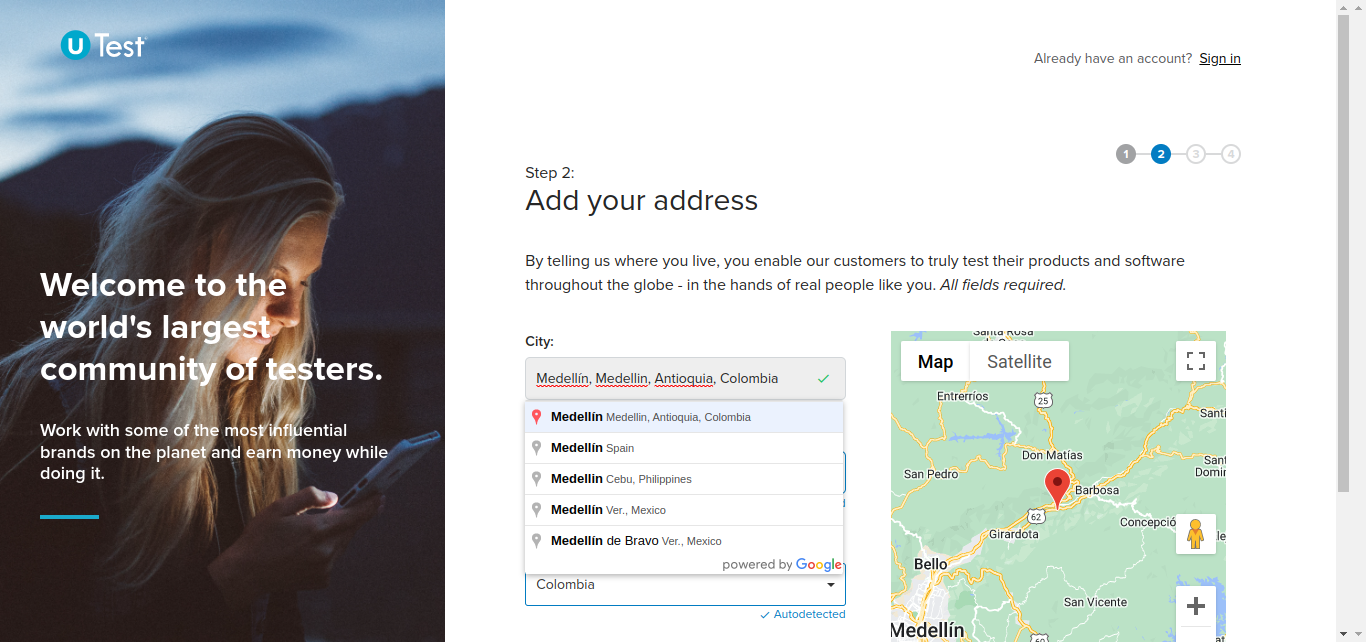 U Test
Already have an account? Sign in
1 2 3 4
Step 2:
Add your address
By telling us where you live, you enable our customers to truly test their products and software
throughout the globe - in the hands of real people like you. All fields required.
Welcome to the
world's largest
community of testers.
Work with some of the most influential
brands on the planet and earn money while
doing it.
City:
Medellín, Medellin, Antioquia, Colombia
Medellín Medellin, Antioquia, Colombia
Medellín Spain
Medellin Cebu, Philippines
Medellín Ver., Mexico
Medellín de Bravo Ver., Mexico
powered by Google
Colombia
Autodetected
Santa Rosa
Map Satellite
Entrerríos
25
Santi
Don Matías
San Pedro
Sant
Domin
Barbosa
62
Concepció
Girardota
Bello
San Vicente
Medellín
60